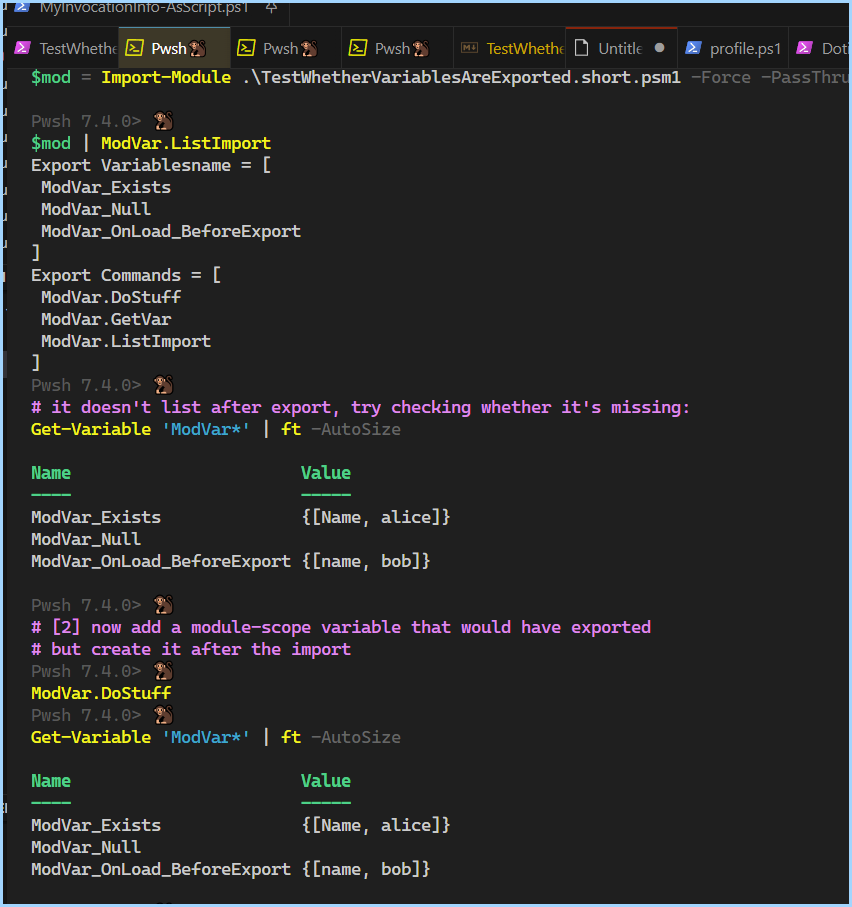 MyInvocationInfo-AsScript.ps1
TestWhethe Pwsh Pwsh Pwsh TestWhethe Untitle profile.ps1 Doti
$mod = Import-Module .\TestWhetherVariablesAreExported.short.psm1 -Force -PassThru
Pwsh 7.4.0>
$mod | ModVar.ListImport
Export Variablesname = [
ModVar_Exists
ModVar_Null
ModVar_OnLoad_BeforeExport
]
Export Commands = [
ModVar.DoStuff
ModVar.GetVar
ModVar.ListImport
]
Pwsh 7.4.0>
# it doesn't list after export, try checking whether it's missing:
Get-Variable 'ModVar*' | ft -AutoSize
Name Value
---- -----
ModVar_Exists {[Name, alice]}
ModVar_Null
ModVar_OnLoad_BeforeExport {[name, bob]}
Pwsh 7.4.0>
# [2] now add a module-scope variable that would have exported
# but create it after the import
Pwsh 7.4.0>
ModVar.DoStuff
Pwsh 7.4.0>
Get-Variable 'ModVar*' | ft -AutoSize
Name Value
---- -----
ModVar_Exists {[Name, alice]}
ModVar_Null
ModVar_OnLoad_BeforeExport {[name, bob]}